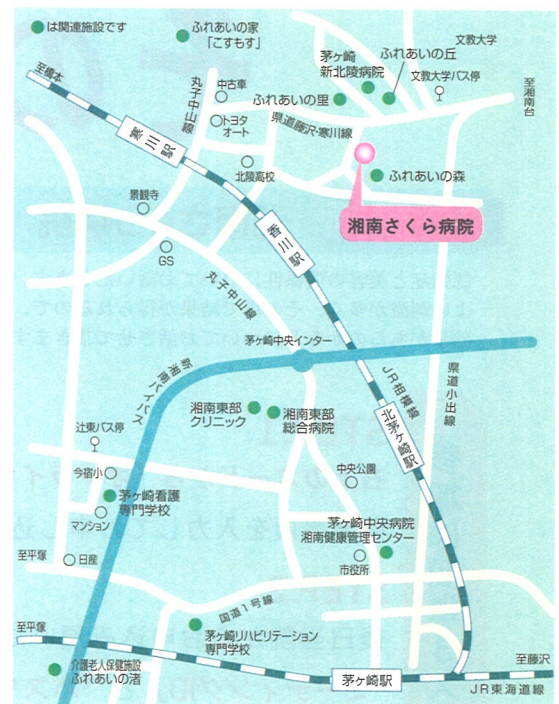 は関連施設です
ふれあいの家
「こすもす」
文教大学
茅ヶ崎
新北陵病院
ふれあいの丘
文教大学バス停
至橋本
至湘南台
丸子中山線
中古車
ふれあいの里
トヨタ
オート
県道藤沢・寒川線
寒川駅
北陵高校
ふれあいの森
湘南さくら病院
景観寺
香川駅
GS
丸子中山線
茅ヶ崎中央インター
新湘南バイパス
JR相模線
県道小出線
湘南東部
クリニック
湘南東部
総合病院
北茅ヶ崎駅
辻東バス停
今宿小
中央公園
茅ヶ崎看護
専門学校
マンション
茅ヶ崎中央病院
湘南健康管理センター
市役所
至平塚
日産
国道1号線
至平塚
茅ヶ崎リハビリテーション
専門学校
介護老人保健施設
ふれあいの渚
茅ヶ崎駅
至藤沢
JR東海道線